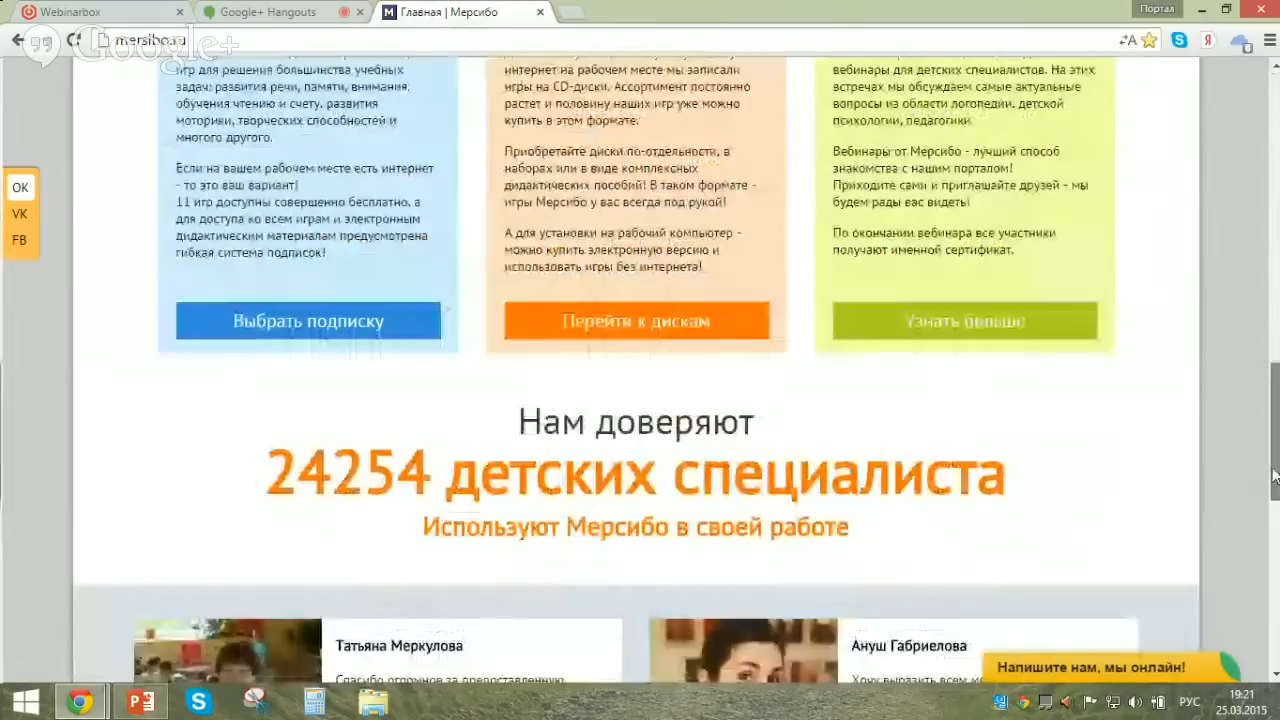 Webinarbox
Google+ Hangouts
Главная | Мерсибо
Портал
mersibo.ru
Google+
игр для решения большинства учебных
задач: развития речи, памяти, внимания,
обучения чтению и счету, развития
моторики, творческих способностей и
многого другого.
Если на вашем рабочем месте есть интернет
- то это ваш вариант!
11 игр доступны совершенно бесплатно, а
для доступа ко всем играм и электронным
дидактическим материалам предусмотрена
гибкая система подписок!
Выбрать подписку
интернет на рабочем месте мы записали
игры на CD-диски. Ассортимент постоянно
растет и половину наших игр уже можно
купить в этом формате.
Приобретайте диски по-отдельности, в
наборах или в виде комплексных
дидактических пособий! В таком формате -
игры Мерсибо у вас всегда под рукой!
А для установки на рабочий компьютер -
можно купить электронную версию и
использовать игры без интернета!
Перейти к дискам
вебинары для детских специалистов. На этих
встречах мы обсуждаем самые актуальные
вопросы из области логопедии, детской
психологии, педагогики.
Вебинары от Мерсибо - лучший способ
знакомства с нашим порталом!
Приходите сами и приглашайте друзей - мы
будем рады вас видеть!
По окончании вебинара все участники
получают именной сертификат.
Узнать больше
OK
VK
FB
Нам доверяют
24254 детских специалиста
Используют Мерсибо в своей работе
Татьяна Меркулова
Спасибо огромное за предоставленную
Ануш Габриелова
Хочу выразить всем
Напишите нам, мы онлайн!
РУС
19:21
25.03.2015